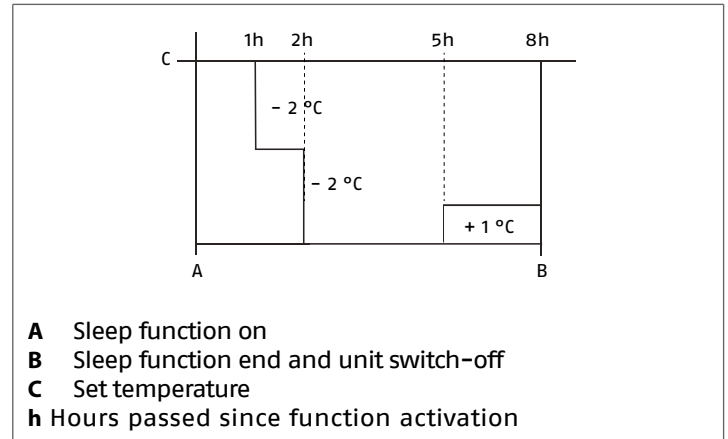 1h 2h 5h 8h
C
− 2 °C
− 2 °C
+ 1 °C
A B
A Sleep function on
B Sleep function end and unit switch-off
C Set temperature
h Hours passed since function activation